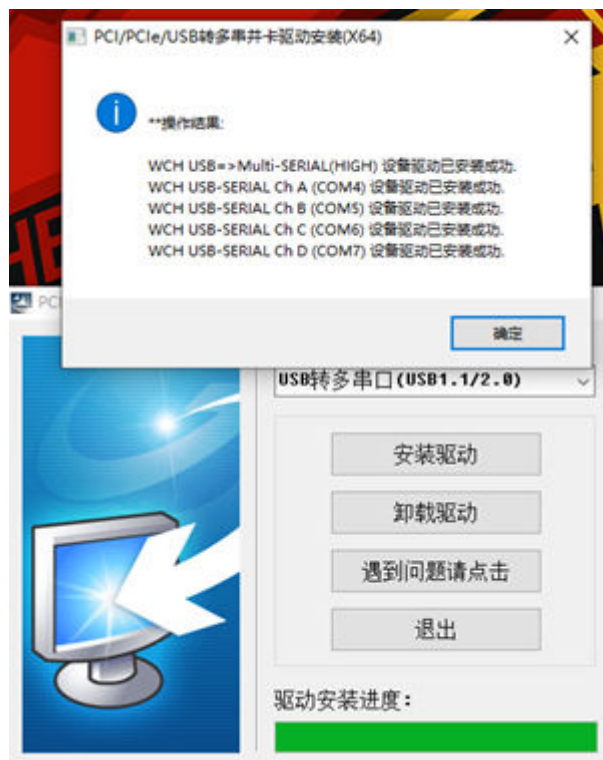 PCI/PCIe/USB转多串并卡驱动安装(X64)
**操作结果:
WCH USB=>Multi-SERIAL(HIGH) 设备驱动已安装成功.
WCH USB-SERIAL Ch A (COM4) 设备驱动已安装成功.
WCH USB-SERIAL Ch B (COM5) 设备驱动已安装成功.
WCH USB-SERIAL Ch C (COM6) 设备驱动已安装成功.
WCH USB-SERIAL Ch D (COM7) 设备驱动已安装成功.
确定
PC
USB转多串口(USB1.1/2.0)
安装驱动
卸载驱动
遇到问题请点击
退出
驱动安装进度: